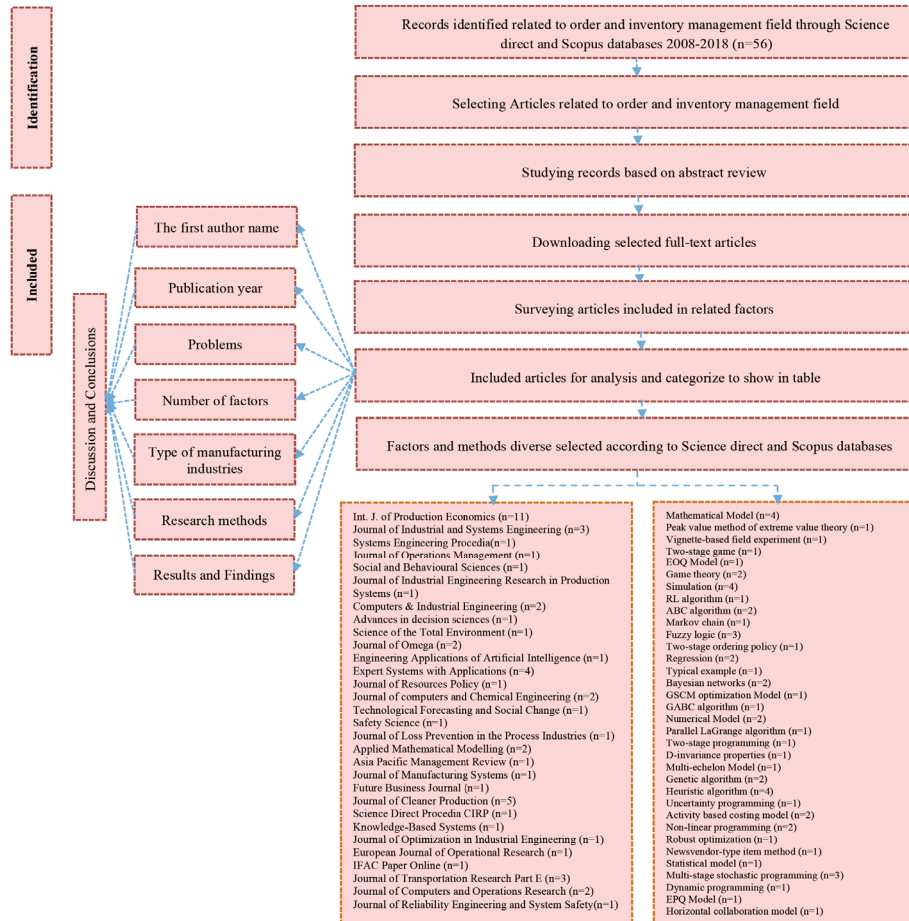 Identification
Included
Records identified related to order and inventory management field through Science
direct and Scopus databases 2008-2018 (n=56)
Selecting Articles related to order and inventory management field
Studying records based on abstract review
Downloading selected full-text articles
Surveying articles included in related factors
Included articles for analysis and categorize to show in table
Factors and methods diverse selected according to Science direct and Scopus databases
The first author name
Publication year
Problems
Number of factors
Type of manufacturing
industries
Research methods
Results and Findings
Discussion and Conclusions
Int. J. of Production Economics (n=11)
Journal of Industrial and Systems Engineering (n=3)
Systems Engineering Procedia(n=1)
Journal of Operations Management (n=1)
Social and Behavioural Sciences (n=1)
Journal of Industrial Engineering Research in Production
Systems (n=1)
Computers & Industrial Engineering (n=2)
Advances in decision sciences (n=1)
Science of the Total Environment (n=1)
Journal of Omega (n=2)
Engineering Applications of Artificial Intelligence (n=1)
Expert Systems with Applications (n=4)
Journal of Resources Policy (n=1)
Journal of computers and Chemical Engineering (n=2)
Technological Forecasting and Social Change (n=1)
Safety Science (n=1)
Journal of Loss Prevention in the Process Industries (n=1)
Applied Mathematical Modelling (n=2)
Asia Pacific Management Review (n=1)
Journal of Manufacturing Systems (n=1)
Future Business Journal (n=1)
Journal of Cleaner Production (n=5)
Science Direct Procedia CIRP (n=1)
Knowledge-Based Systems (n=1)
Journal of Optimization in Industrial Engineering (n=1)
European Journal of Operational Research (n=1)
IFAC Paper Online (n=1)
Journal of Transportation Research Part E (n=3)
Journal of Computers and Operations Research (n=2)
Journal of Reliability Engineering and System Safety(n=1)
Mathematical Model (n=4)
Peak value method of extreme value theory (n=1)
Vignette-based field experiment (n=1)
Two-stage game (n=1)
EOQ Model (n=1)
Game theory (n=2)
Simulation (n=4)
RL algorithm (n=1)
ABC algorithm (n=2)
Markov chain (n=1)
Fuzzy logic (n=3)
Two-stage ordering policy (n=1)
Regression (n=2)
Typical example (n=1)
Bayesian networks (n=2)
GSCM optimization Model (n=1)
GABC algorithm (n=1)
Numerical Model (n=2)
Parallel LaGrange algorithm (n=1)
Two-stage programming (n=1)
D-invariance properties (n=1)
Multi-echelon Model (n=1)
Genetic algorithm (n=2)
Heuristic algorithm (n=4)
Uncertainty programming (n=1)
Activity based costing model (n=2)
Non-linear programming (n=2)
Robust optimization (n=1)
Newsvendor-type item method (n=1)
Statistical model (n=1)
Multi-stage stochastic programming (n=3)
Dynamic programming (n=1)
EPQ Model (n=1)
Horizontal collaboration model (n=1)